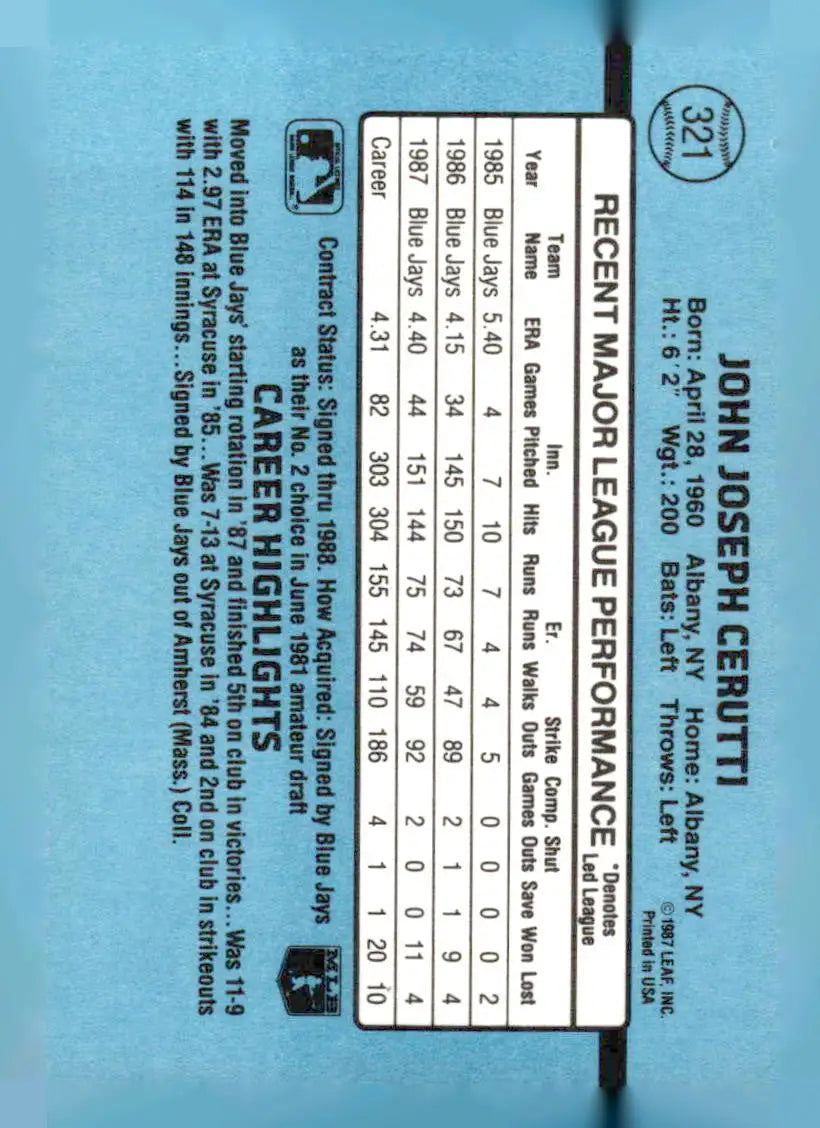 321
JOHN JOSEPH CERUTTI
Born: April 28, 1960 Albany, NY Home: Albany, NY
Ht.: 6'2" Wgt.: 200 Bats: Left Throws: Left
© 1987 LEAF, INC.
Printed in USA
RECENT MAJOR LEAGUE PERFORMANCE
*Denotes
Led League
Team Inn. Er. Strike Comp. Shut
Year Name ERA Games Pitched Hits Runs Runs Walks Outs Games Outs Save Won Lost
1985 Blue Jays 5.40 4 7 10 7 4 4 5 0 0 0 0 2
1986 Blue Jays 4.15 34 145 150 73 67 47 89 2 1 1 9 4
1987 Blue Jays 4.40 44 151 144 75 74 59 92 2 0 0 11 4
Career 4.31 82 303 304 155 145 110 186 4 1 1 20 10
Contract Status: Signed thru 1988. How Acquired: Signed by Blue Jays
as their No. 2 choice in June 1981 amateur draft
MLB
CAREER HIGHLIGHTS
Moved into Blue Jays' starting rotation in '87 and finished 5th on club in victories...Was 11-9
with 2.97 ERA at Syracuse in '85...Was 7-13 at Syracuse in '84 and 2nd on club in strikeouts
with 114 in 148 innings...Signed by Blue Jays out of Amherst (Mass.) Coll.